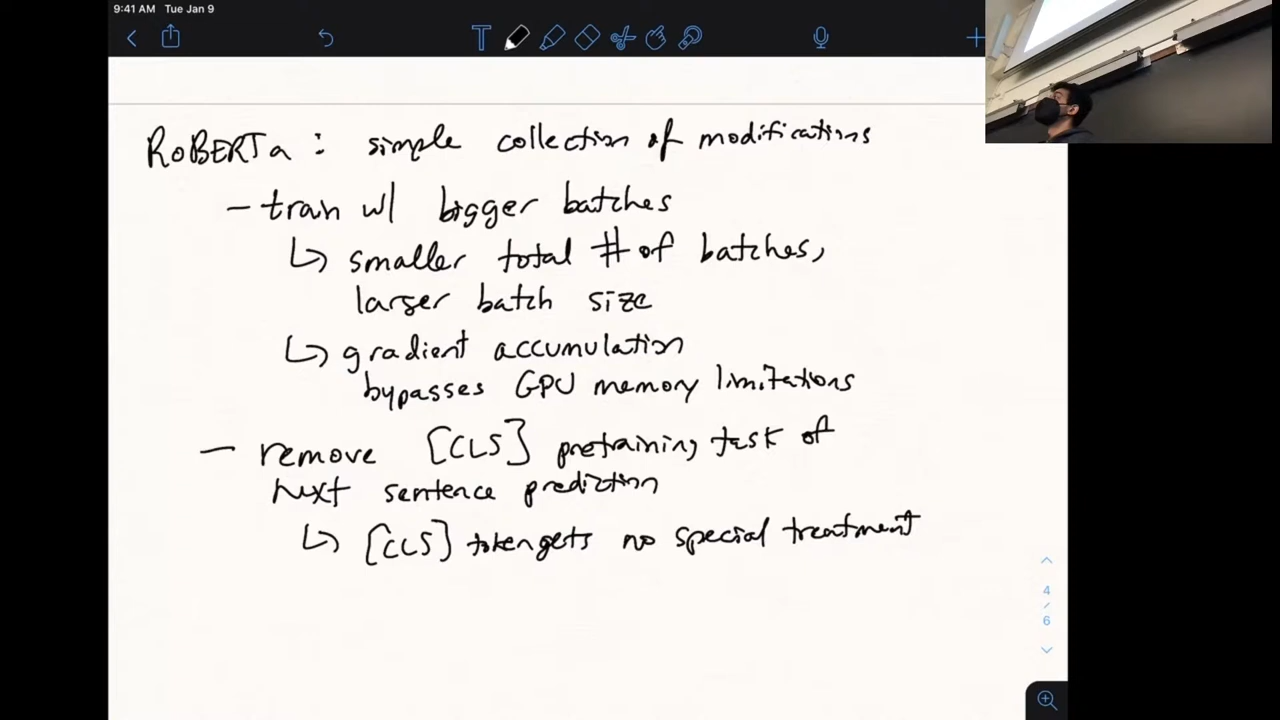 9:41 AM Tue Jan 9
RoBERTa : simple collection of modifications
- train w/ bigger batches
↳ smaller total # of batches,
larger batch size
↳ gradient accumulation
bypasses GPU memory limitations
- remove [CLS] pretraining task of
next sentence prediction
↳ [CLS] token gets no special treatment
4
/
6